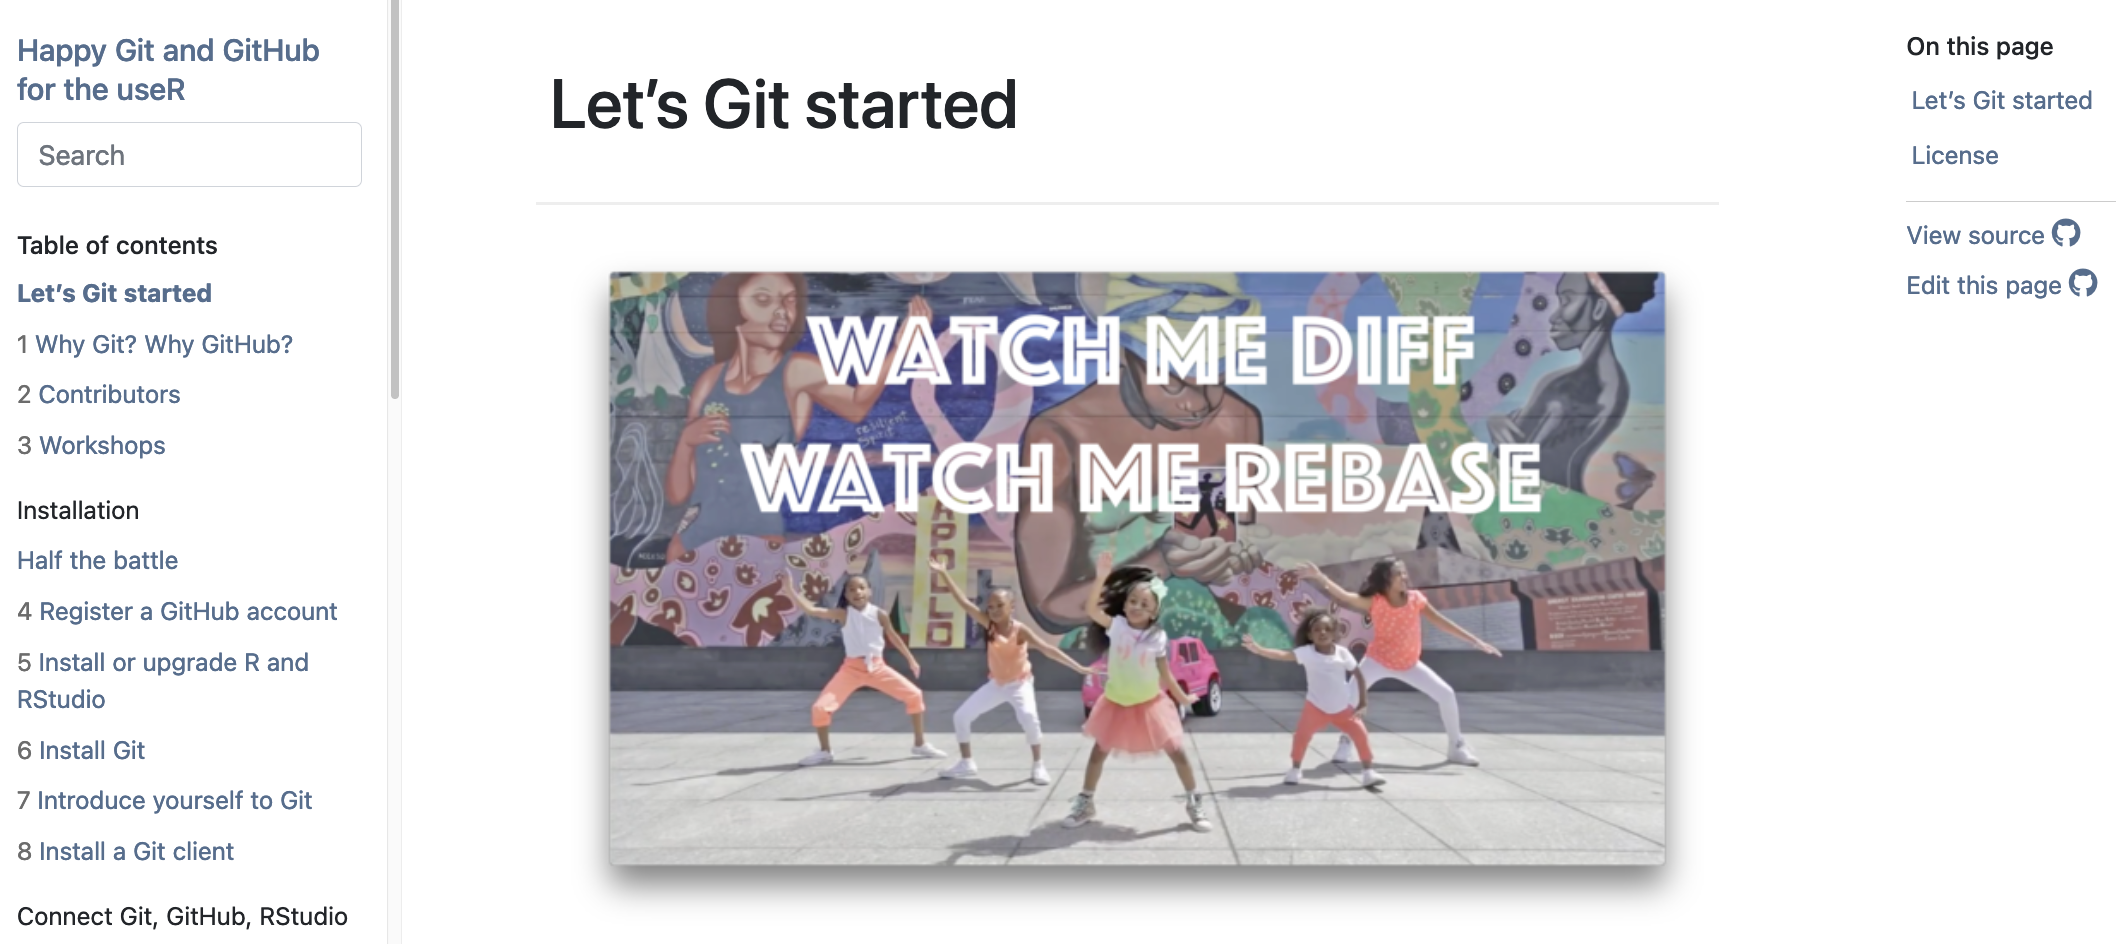 Happy Git and GitHub
for the useR
Search
Table of contents
Let’s Git started
1 Why Git? Why GitHub?
2 Contributors
3 Workshops
Installation
Half the battle
4 Register a GitHub account
5 Install or upgrade R and
RStudio
6 Install Git
7 Introduce yourself to Git
8 Install a Git client
Connect Git, GitHub, RStudio
Let’s Git started
WATCH ME DIFF
WATCH ME REBASE
resilient
spirit
APOLLO
On this page
Let’s Git started
License
View source
Edit this page